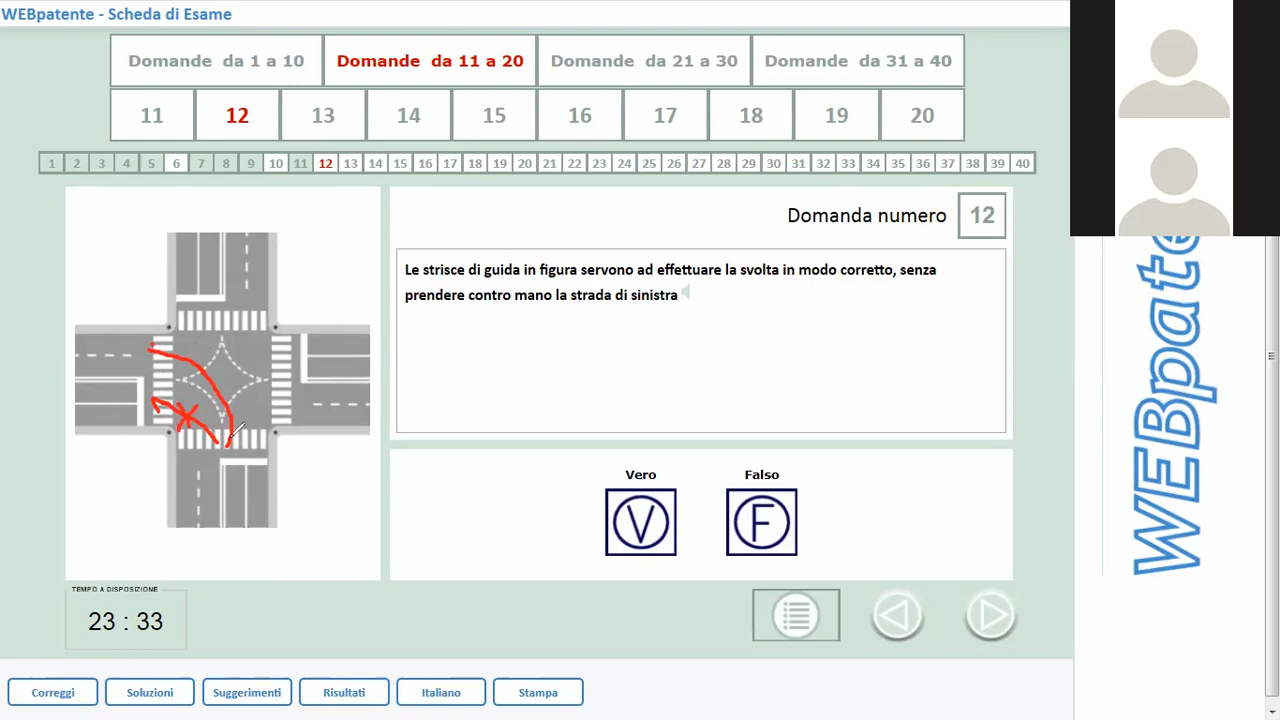 WEBpatente - Scheda di Esame
Domande da 1 a 10
Domande da 11 a 20
Domande da 21 a 30
Domande da 31 a 40
11 12 13 14 15 16 17 18 19 20
1 2 3 4 5 6 7 8 9 10 11 12 13 14 15 16 17 18 19 20 21 22 23 24 25 26 27 28 29 30 31 32 33 34 35 36 37 38 39 40
Domanda numero 12
Le strisce di guida in figura servono ad effettuare la svolta in modo corretto, senza
prendere contro mano la strada di sinistra
Vero
Falso
V
F
TEMPO A DISPOSIZIONE
23 : 33
Correggi
Soluzioni
Suggerimenti
Risultati
Italiano
Stampa
WEBpatente